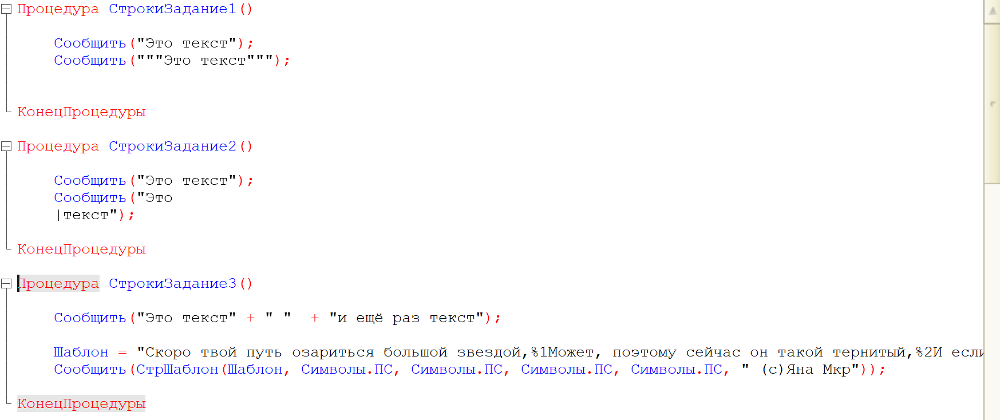 Процедура СтрокиЗадание1()
Сообщить("Это текст");
Сообщить("""Это текст""");
КонецПроцедуры
Процедура СтрокиЗадание2()
Сообщить("Это текст");
Сообщить("Это
|текст");
КонецПроцедуры
Процедура СтрокиЗадание3()
Сообщить("Это текст" + " "  + "и ещё раз текст");
Шаблон = "Скоро твой путь озариться большой звездой,%1Может, поэтому сейчас он такой тернитый,%2И если
Сообщить(СтрШаблон(Шаблон, Символы.ПС, Символы.ПС, Символы.ПС, Символы.ПС, " (с)Яна Мкр"));
КонецПроцедуры